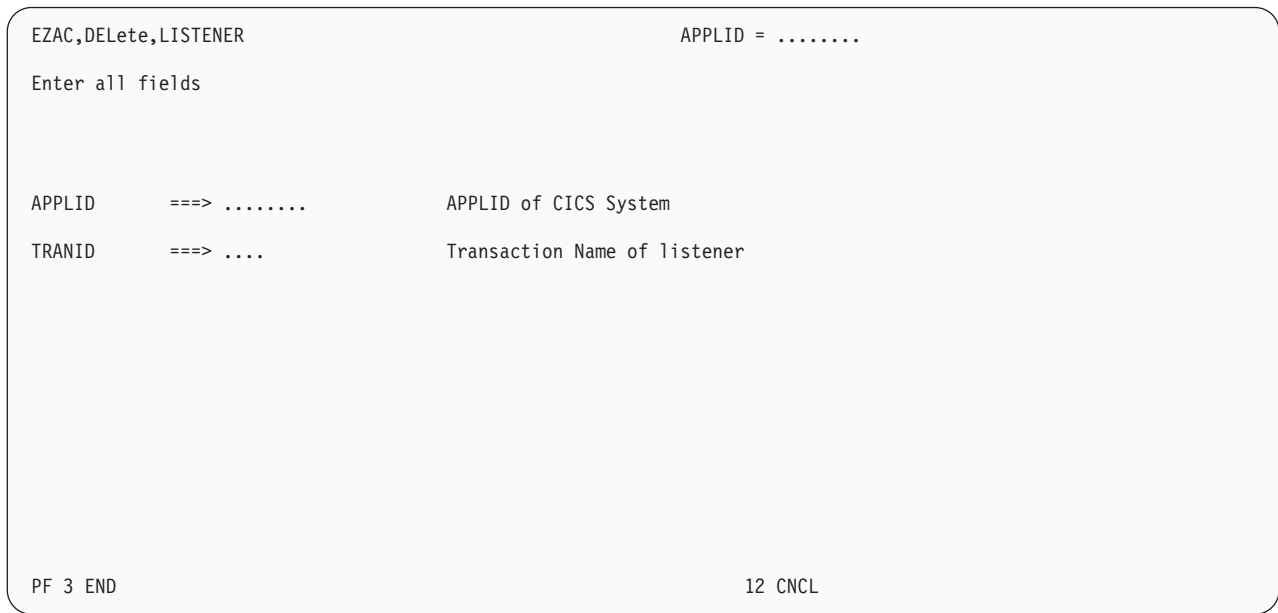 EZAC,DELete,LISTENER APPLID = ........
Enter all fields
APPLID ===> ........ APPLID of CICS System
TRANID ===> .... Transaction Name of listener
PF 3 END 12 CNCL